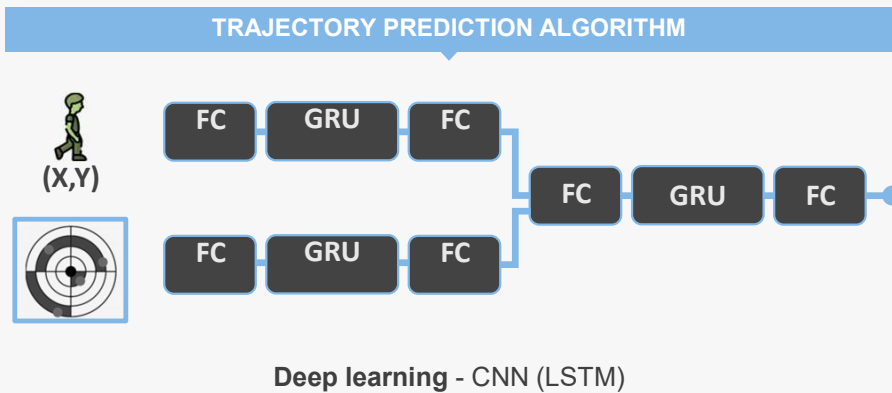 TRAJECTORY PREDICTION ALGORITHM
FC GRU FC
(X,Y)
FC GRU FC
FC GRU FC
Deep learning - CNN (LSTM)